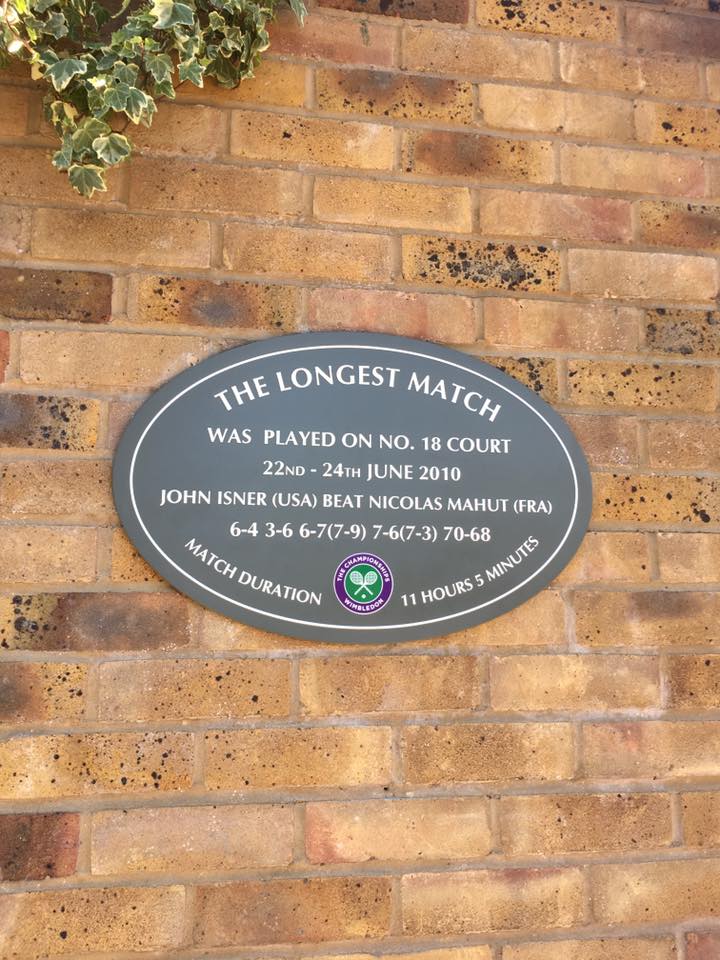 THE LONGEST MATCH
WAS PLAYED ON NO. 18 COURT
22ND - 24TH JUNE 2010
JOHN ISNER (USA) BEAT NICOLAS MAHUT (FRA)
6-4 3-6 6-7(7-9) 7-6(7-3) 70-68
MATCH DURATION 11 HOURS 5 MINUTES
THE CHAMPIONSHIPS
WIMBLEDON